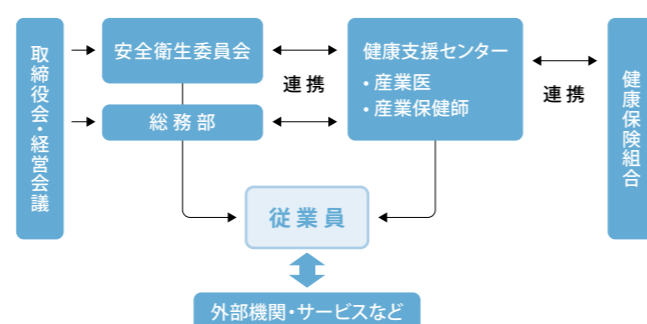 取締役会・経営会議
安全衛生委員会
総務部
連携
健康支援センター
・産業医
・産業保健師
連携
健康保険組合
従業員
外部機関・サービスなど